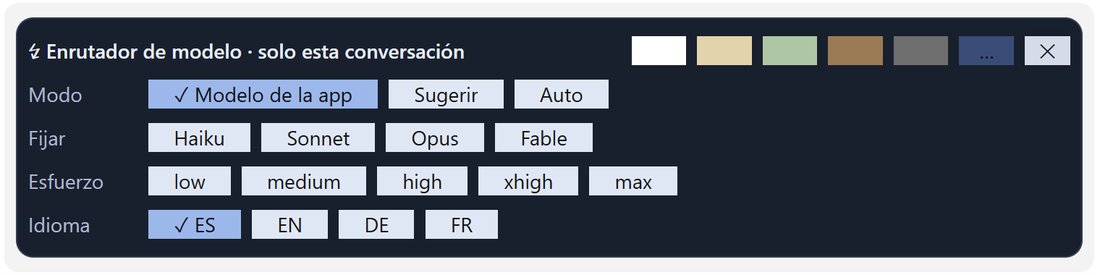 ↯ Enrutador de modelo · solo esta conversación ... ×
Modo ✓ Modelo de la app Sugerir Auto
Fijar Haiku Sonnet Opus Fable
Esfuerzo low medium high xhigh max
Idioma ✓ ES EN DE FR